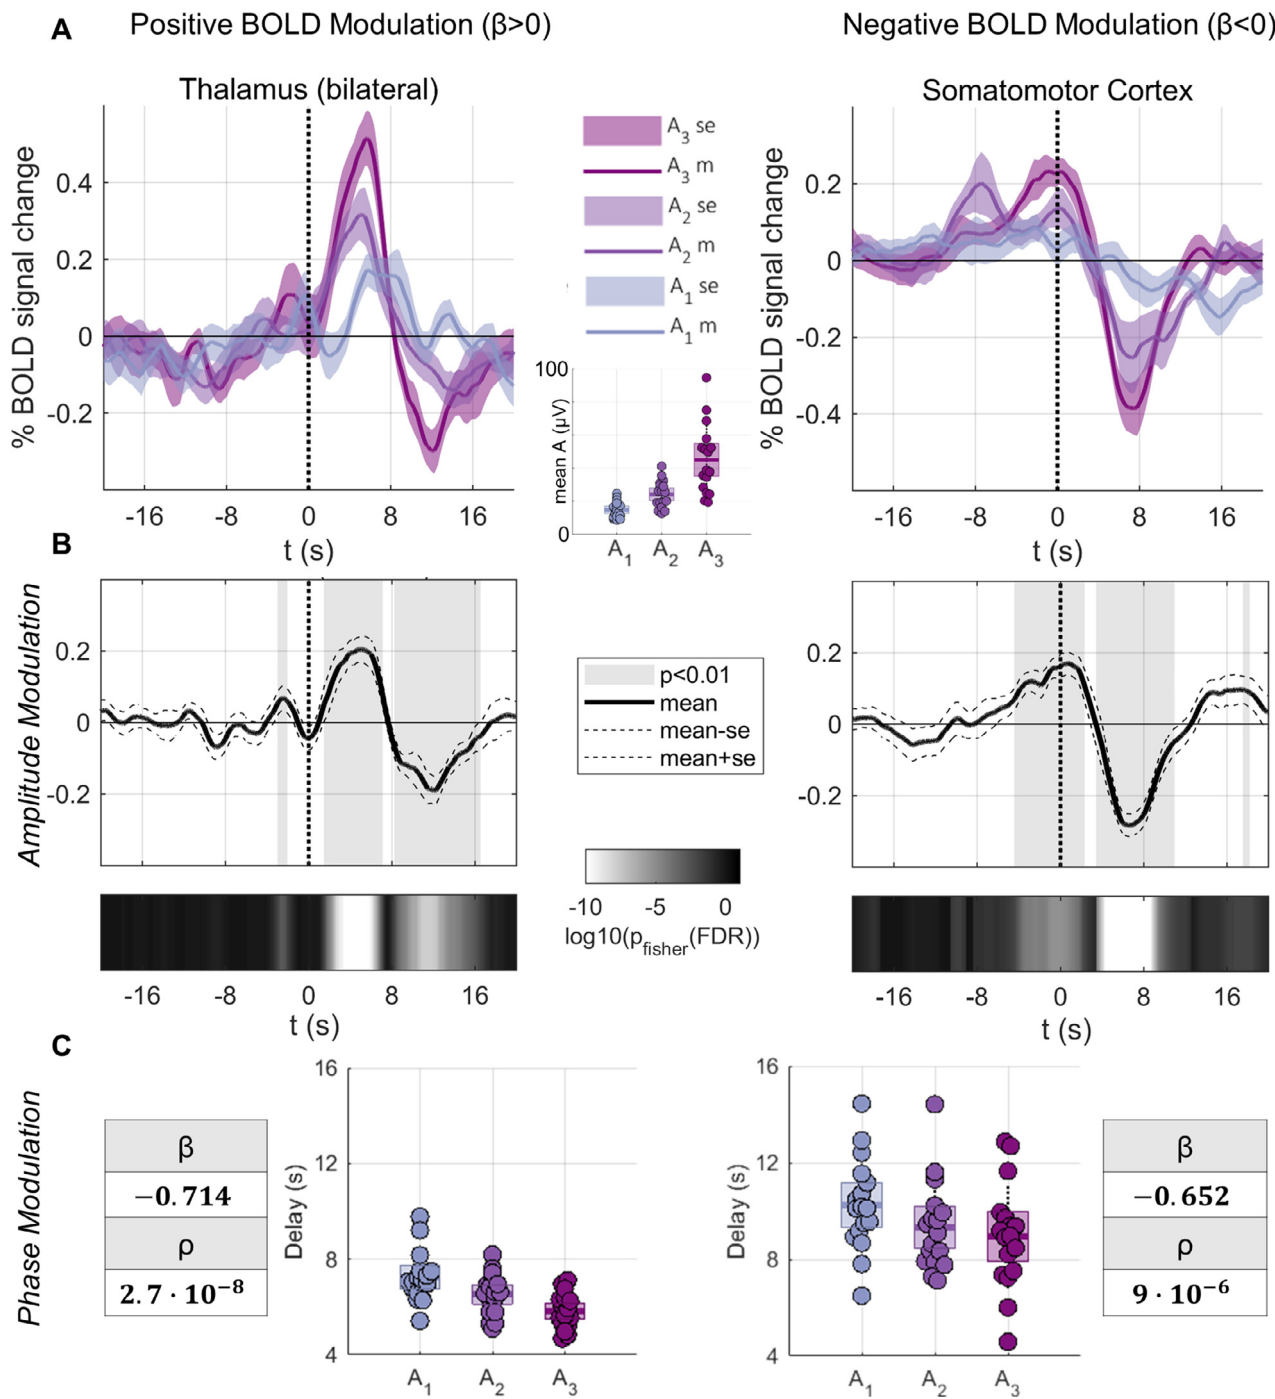 A
Positive BOLD Modulation (β>0)
Negative BOLD Modulation (β<0)
Thalamus (bilateral)
Somatomotor Cortex
% BOLD signal change
0.4
0.2
0
-0.2
-16 -8 0 8 16
t (s)
A3 se
A3 m
A2 se
A2 m
A1 se
A1 m
mean A (μV)
100
0
A1 A2 A3
% BOLD signal change
0.2
0
-0.2
-0.4
-16 -8 0 8 16
t (s)
B
Amplitude Modulation
0.2
0
-0.2
-16 -8 0 8 16
t (s)
p<0.01
mean
mean-se
mean+se
-10 -5 0
log10(pfisher(FDR))
0.2
0
-0.2
-16 -8 0 8 16
t (s)
C
Phase Modulation
β
−0.714
ρ
2.7 · 10−8
Delay (s)
16
12
8
4
A1 A2 A3
Delay (s)
16
12
8
4
A1 A2 A3
β
−0.652
ρ
9 · 10−6